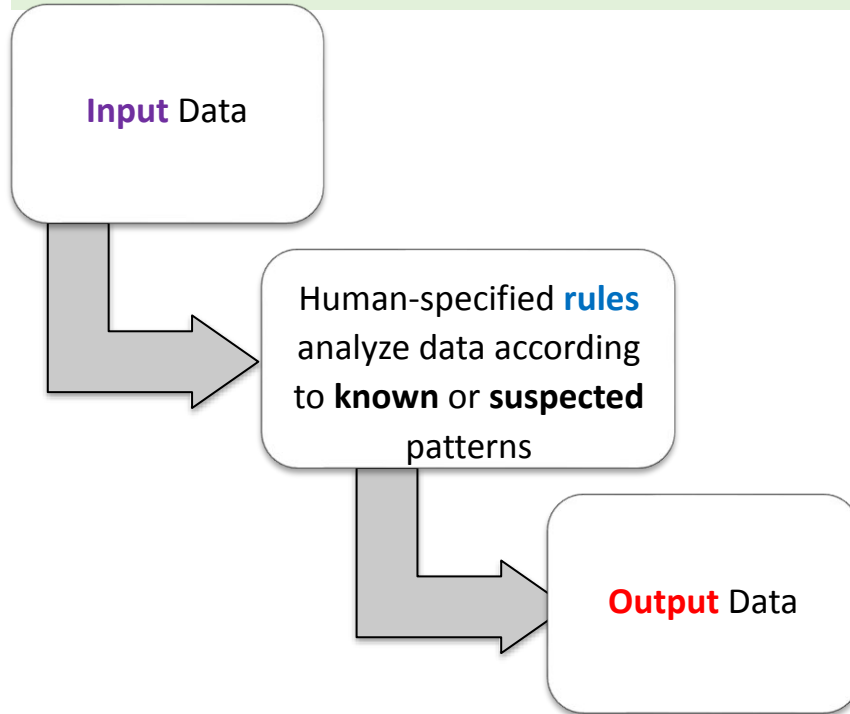 Input Data
Human-specified rules
analyze data according
to known or suspected
patterns
Output Data